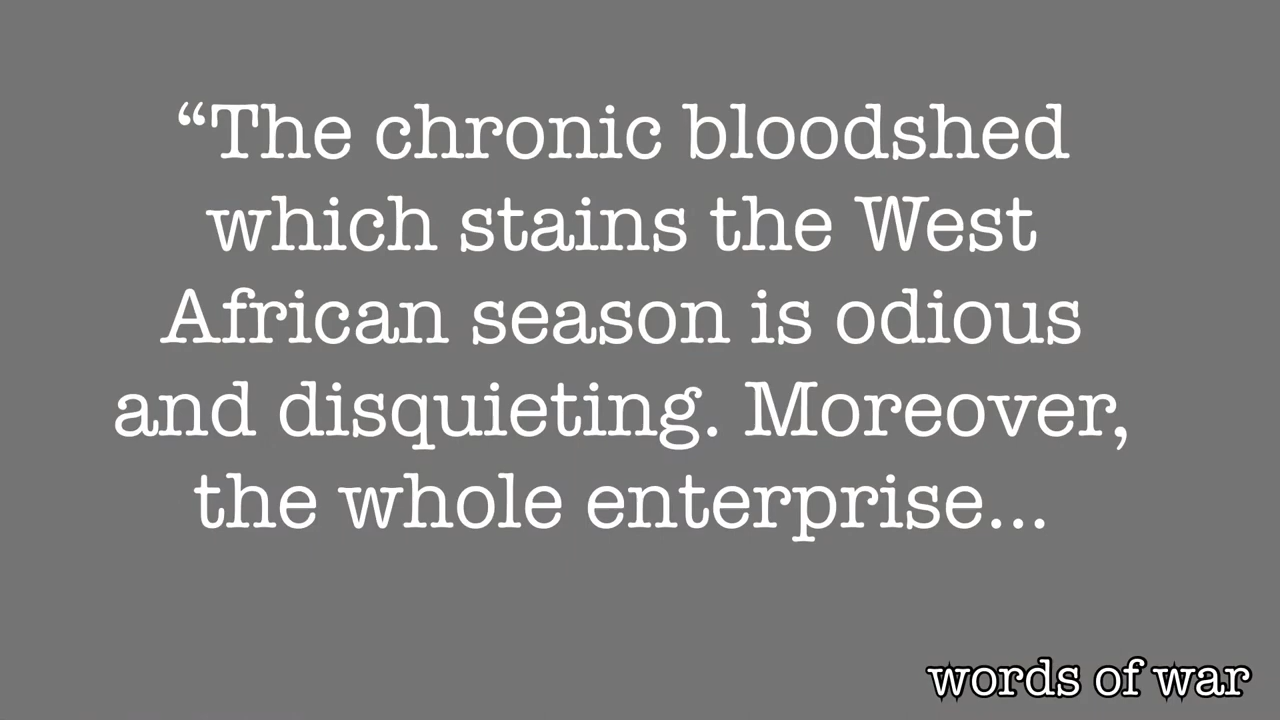 “The chronic bloodshed
which stains the West
African season is odious
and disquieting. Moreover,
the whole enterprise...
words of war